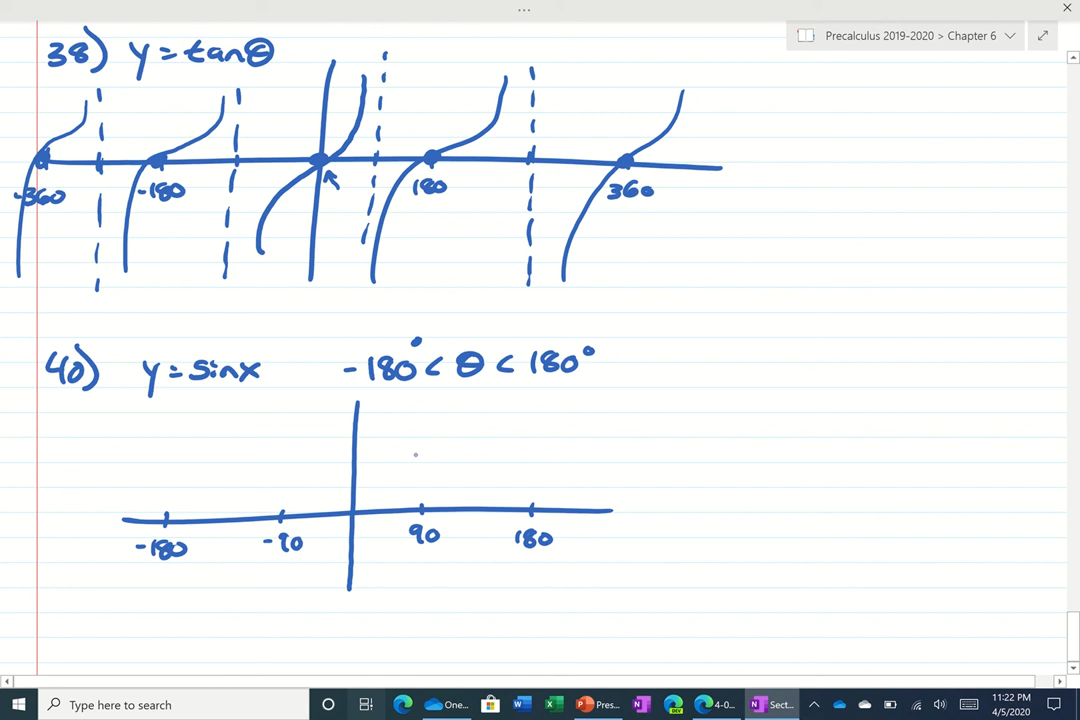 Precalculus 2019-2020 > Chapter 6
38) y = tanθ
-360 -180 180 360
40) y = sinx -180° < θ < 180°
-180 -90 90 180
Type here to search
One... Pres... 4-0... Sect...
11:22 PM
4/5/2020